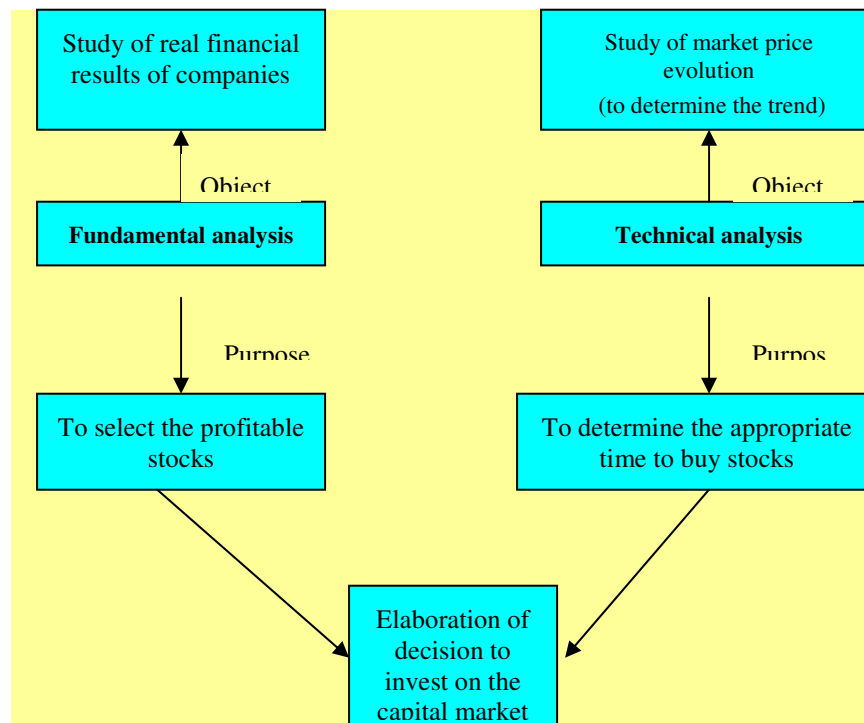 Study of real financial
results of companies
Study of market price
evolution
(to determine the trend)
Object
Object
Fundamental analysis
Technical analysis
Purpose
Purpos
To select the profitable
stocks
To determine the appropriate
time to buy stocks
Elaboration of
decision to
invest on the
capital market